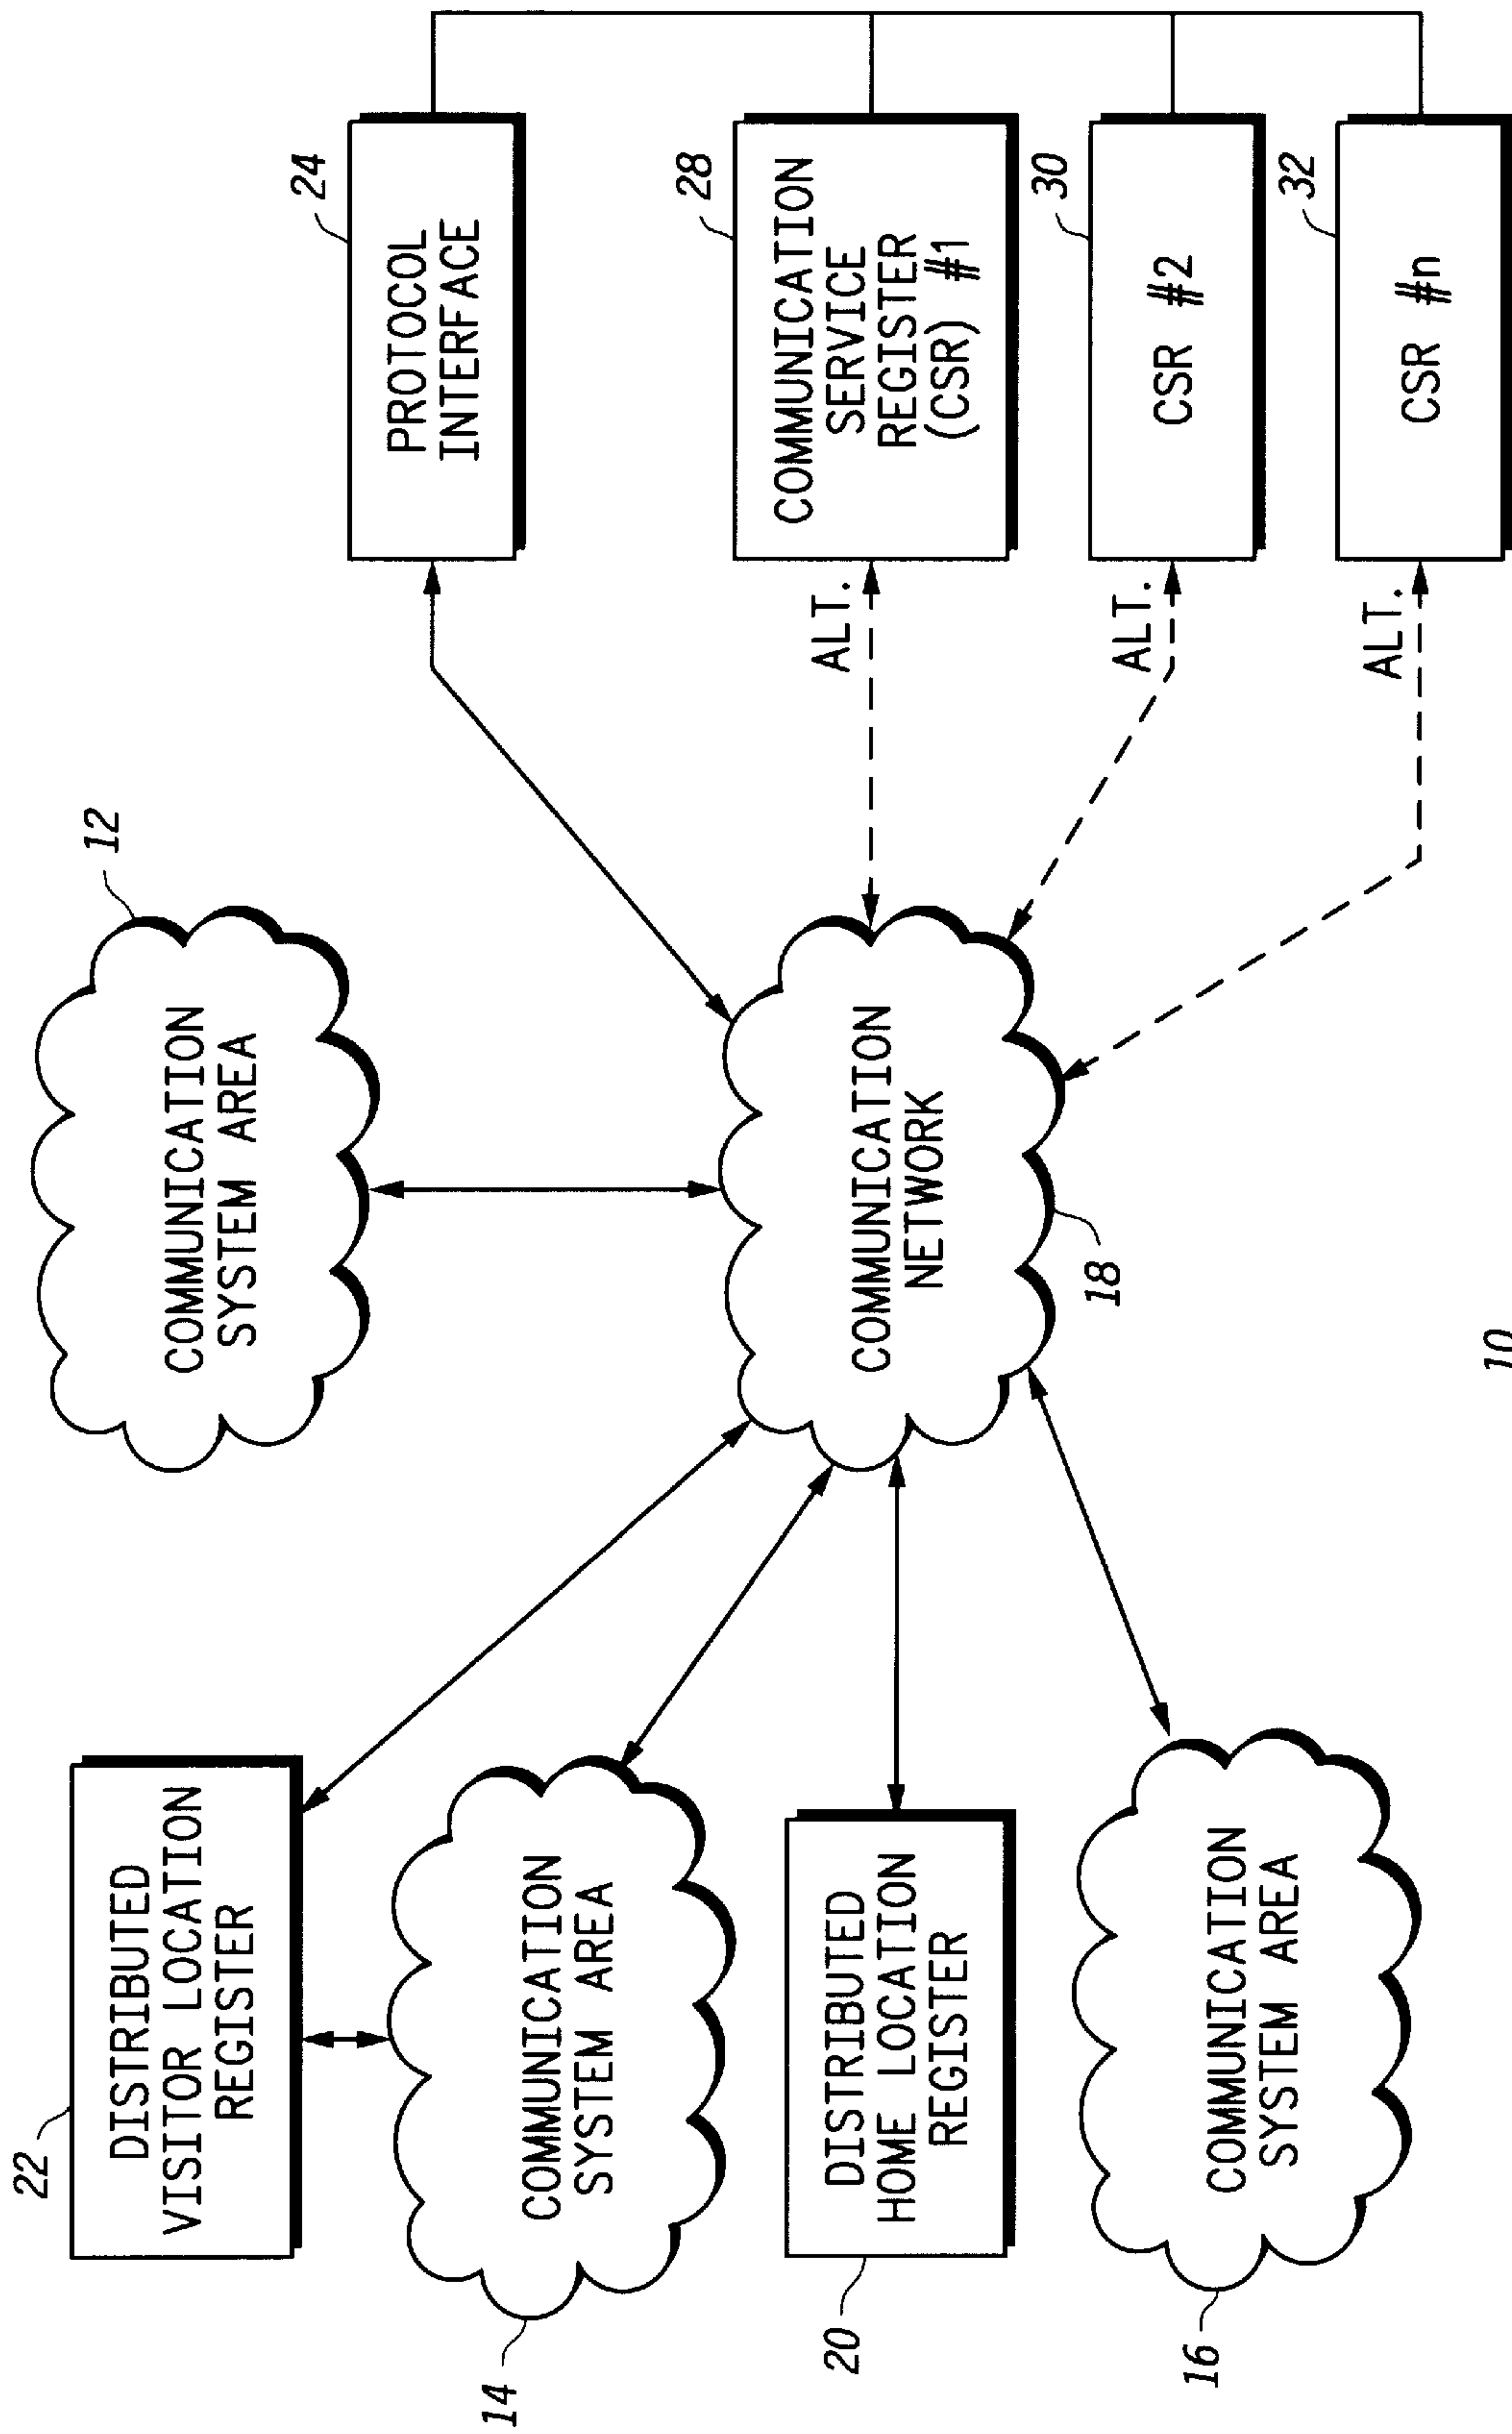 22
DISTRIBUTED
VISITOR LOCATION
REGISTER
14
COMMUNICATION
SYSTEM AREA
20
DISTRIBUTED
HOME LOCATION
REGISTER
16
COMMUNICATION
SYSTEM AREA
12
COMMUNICATION
SYSTEM AREA
COMMUNICATION
NETWORK
18
24
PROTOCOL
INTERFACE
28
COMMUNICATION
SERVICE
REGISTER
(CSR) #1
ALT.
30
CSR #2
ALT.
32
CSR #n
ALT.
10